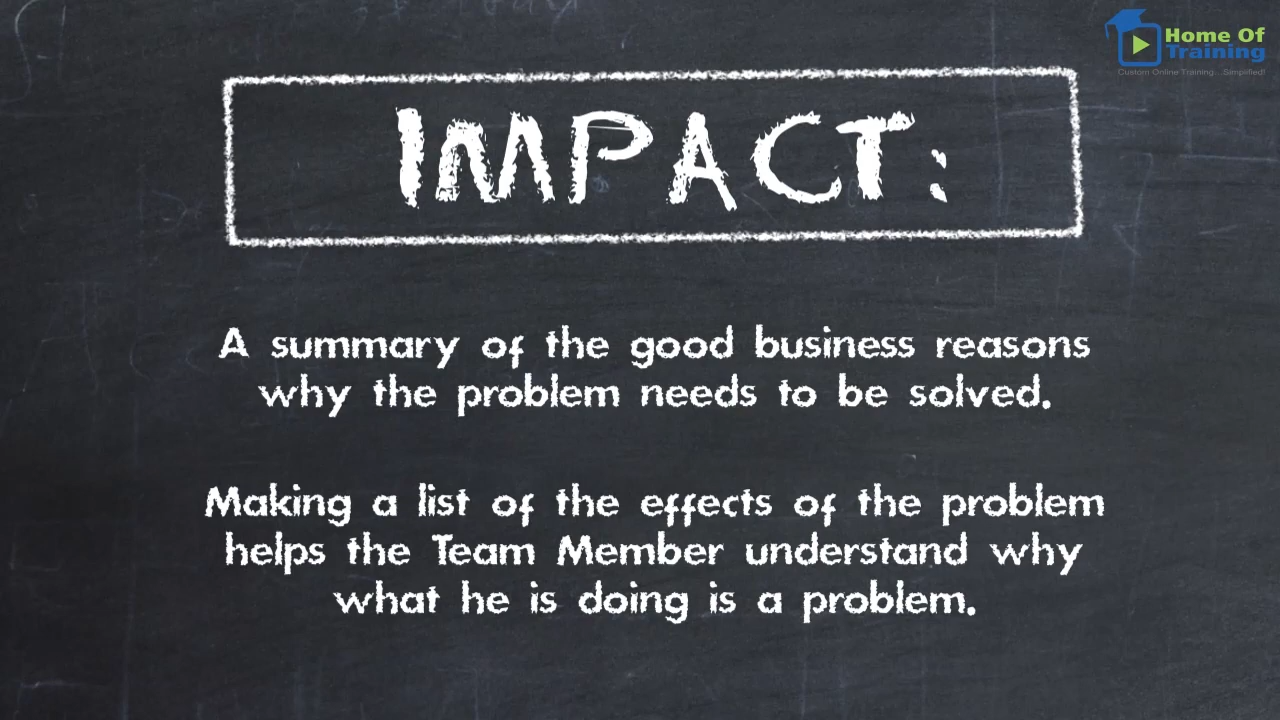 Home Of
Training
Custom Online Training...Simplified!
IMPACT:
A summary of the good business reasons
why the problem needs to be solved.
Making a list of the effects of the problem
helps the Team Member understand why
what he is doing is a problem.